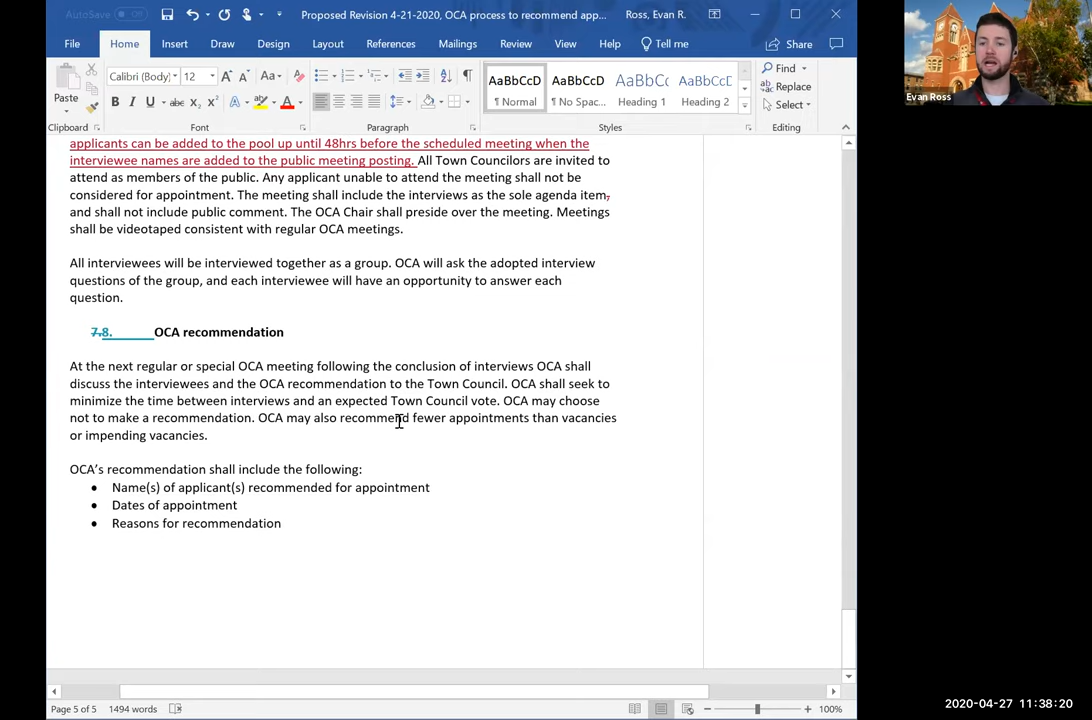 AutoSave Off
Proposed Revision 4-21-2020, OCA process to recommend app...
Ross, Evan R.
File Home Insert Draw Design Layout References Mailings Review View Help Tell me
Share
Paste
Calibri (Body) 12
Aa
B I U abc x₂ x²
A A
AaBbCcD AaBbCcD AaBbCc AaBbCcE
¶ Normal ¶ No Spac... Heading 1 Heading 2
Find
Replace
Select
Clipboard Font Paragraph Styles Editing
Evan Ross
applicants can be added to the pool up until 48hrs before the scheduled meeting when the
interviewee names are added to the public meeting posting. All Town Councilors are invited to
attend as members of the public. Any applicant unable to attend the meeting shall not be
considered for appointment. The meeting shall include the interviews as the sole agenda item,
and shall not include public comment. The OCA Chair shall preside over the meeting. Meetings
shall be videotaped consistent with regular OCA meetings.
All interviewees will be interviewed together as a group. OCA will ask the adopted interview
questions of the group, and each interviewee will have an opportunity to answer each
question.
7.8. OCA recommendation
At the next regular or special OCA meeting following the conclusion of interviews OCA shall
discuss the interviewees and the OCA recommendation to the Town Council. OCA shall seek to
minimize the time between interviews and an expected Town Council vote. OCA may choose
not to make a recommendation. OCA may also recommend fewer appointments than vacancies
or impending vacancies.
OCA's recommendation shall include the following:
• Name(s) of applicant(s) recommended for appointment
• Dates of appointment
• Reasons for recommendation
Page 5 of 5 1494 words
100%
2020-04-27 11:38:20